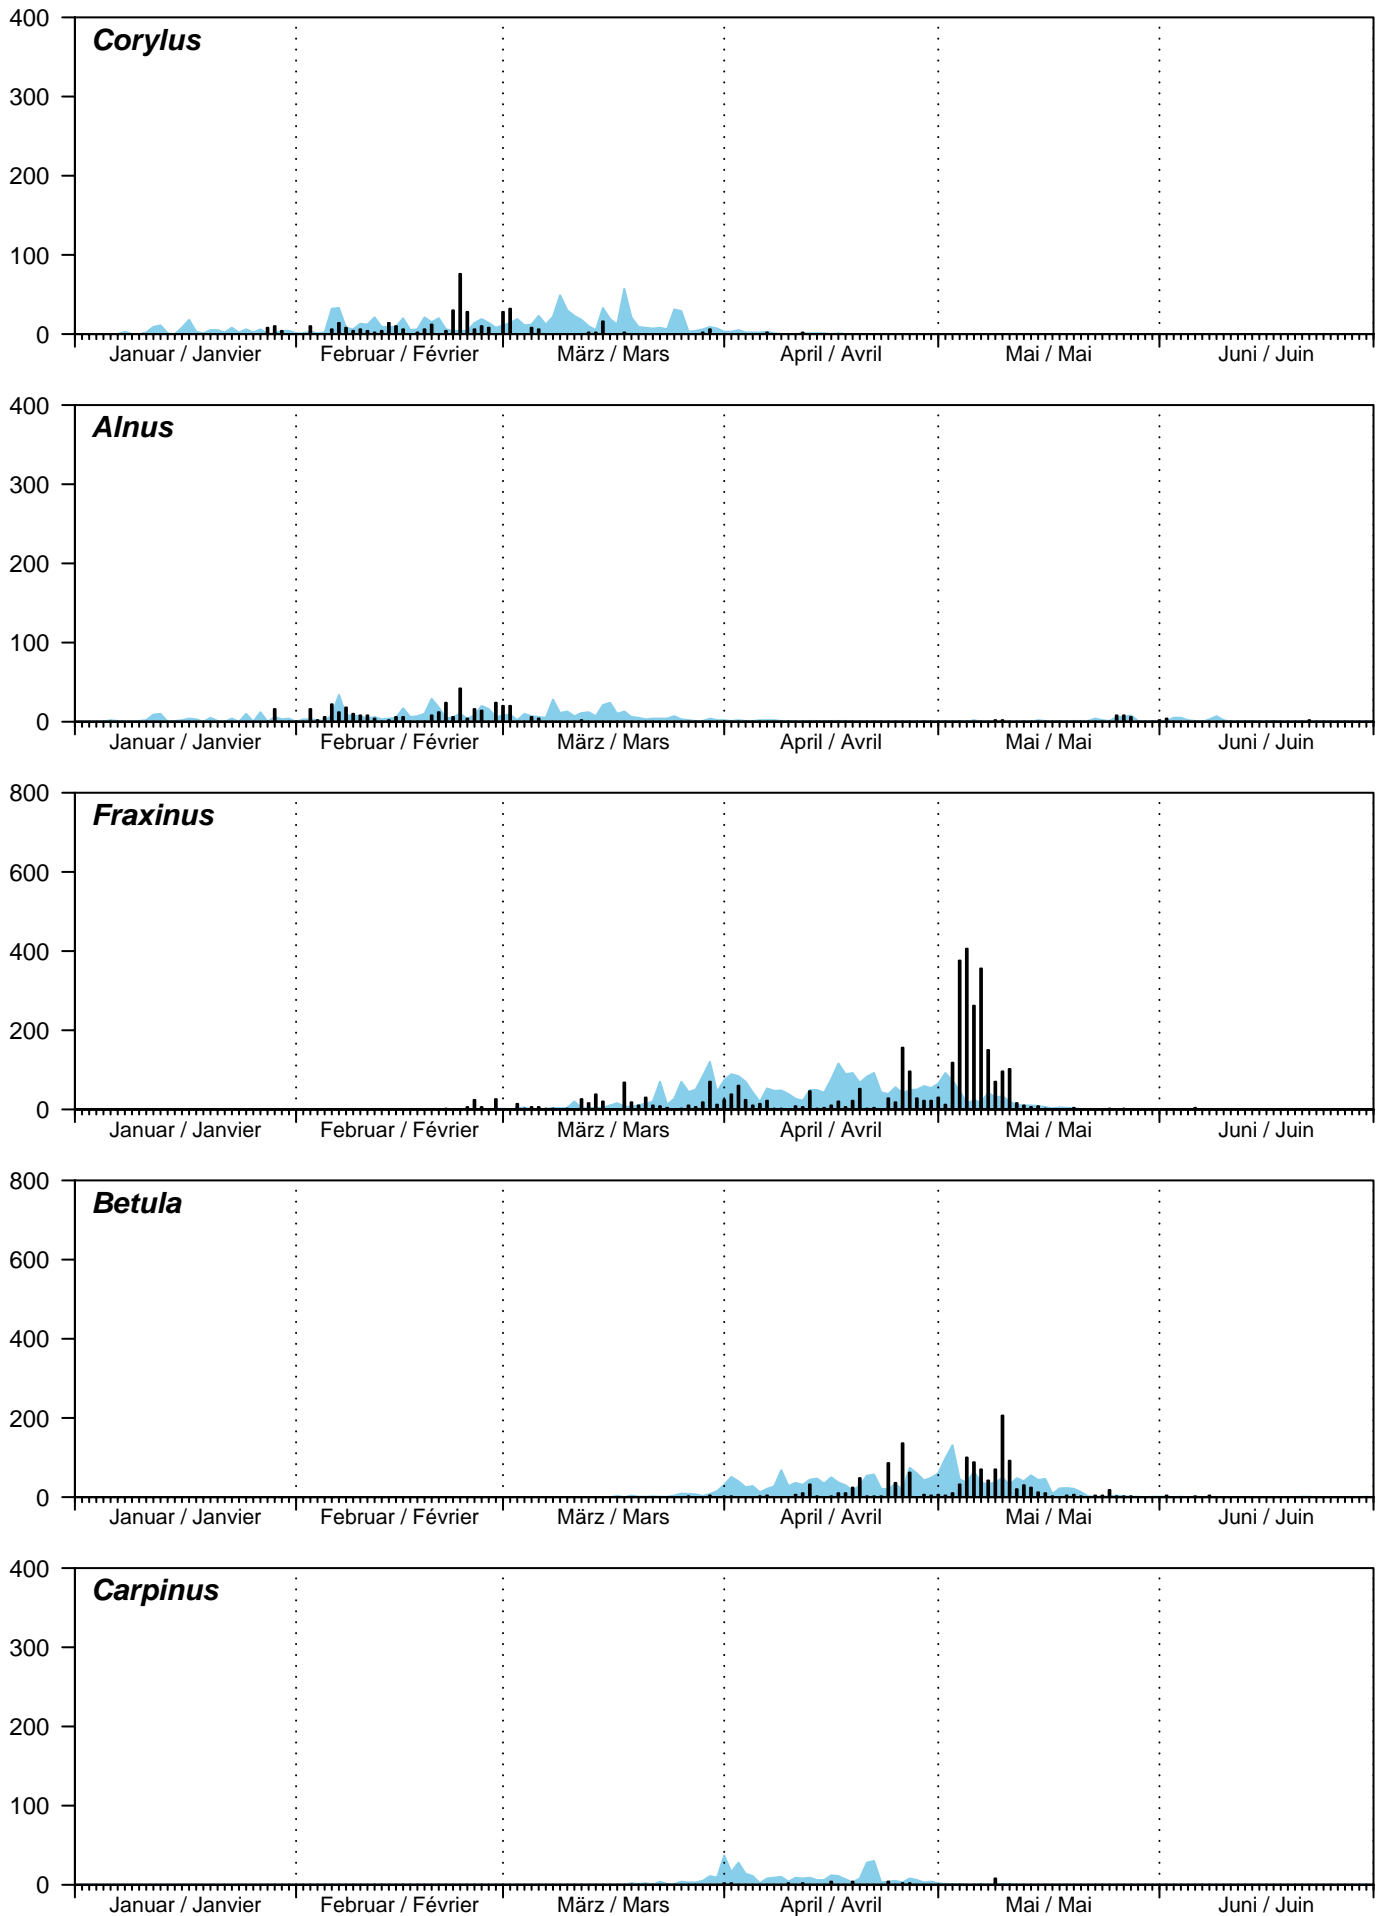 400
Corylus
300
200
100
0
Januar / Janvier Februar / Février März / Mars April / Avril Mai / Mai Juni / Juin
400
Alnus
300
200
100
0
Januar / Janvier Februar / Février März / Mars April / Avril Mai / Mai Juni / Juin
800
Fraxinus
600
400
200
0
Januar / Janvier Februar / Février März / Mars April / Avril Mai / Mai Juni / Juin
800
Betula
600
400
200
0
Januar / Janvier Februar / Février März / Mars April / Avril Mai / Mai Juni / Juin
400
Carpinus
300
200
100
0
Januar / Janvier Februar / Février März / Mars April / Avril Mai / Mai Juni / Juin